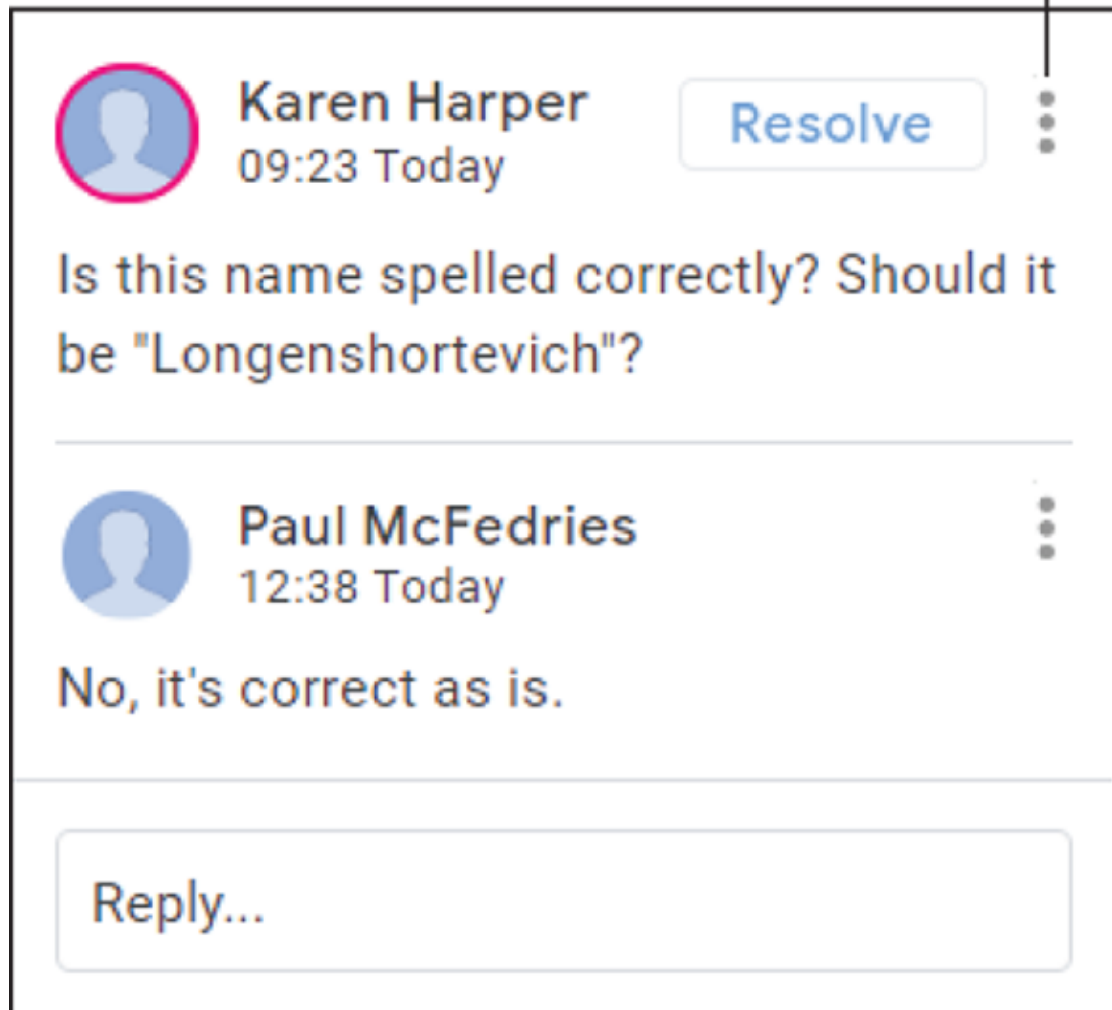 Karen Harper
Resolve
09:23 Today
Is this name spelled correctly? Should it
be "Longenshortevich"?
Paul McFedries
12:38 Today
No, it's correct as is.
Reply...